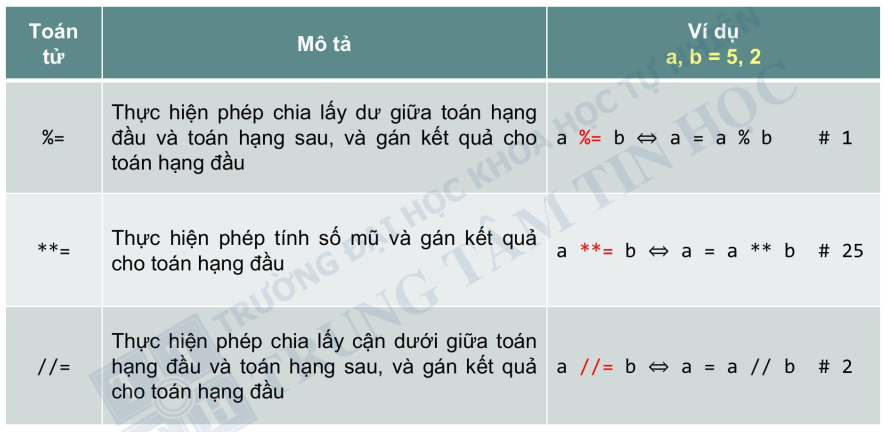 Toán tử
Mô tả
Ví dụ
a, b = 5, 2
%=
Thực hiện phép chia lấy dư giữa toán hạng
đầu và toán hạng sau, và gán kết quả cho
toán hạng đầu
a %= b ⇔ a = a % b # 1
**=
Thực hiện phép tính số mũ và gán kết quả
cho toán hạng đầu
a **= b ⇔ a = a ** b # 25
//=
Thực hiện phép chia lấy cận dưới giữa toán
hạng đầu và toán hạng sau, và gán kết quả
cho toán hạng đầu
a //= b ⇔ a = a // b # 2
TRƯỜNG ĐẠI HỌC KHOA HỌC TỰ NHIÊN
TRUNG TÂM TIN HỌC